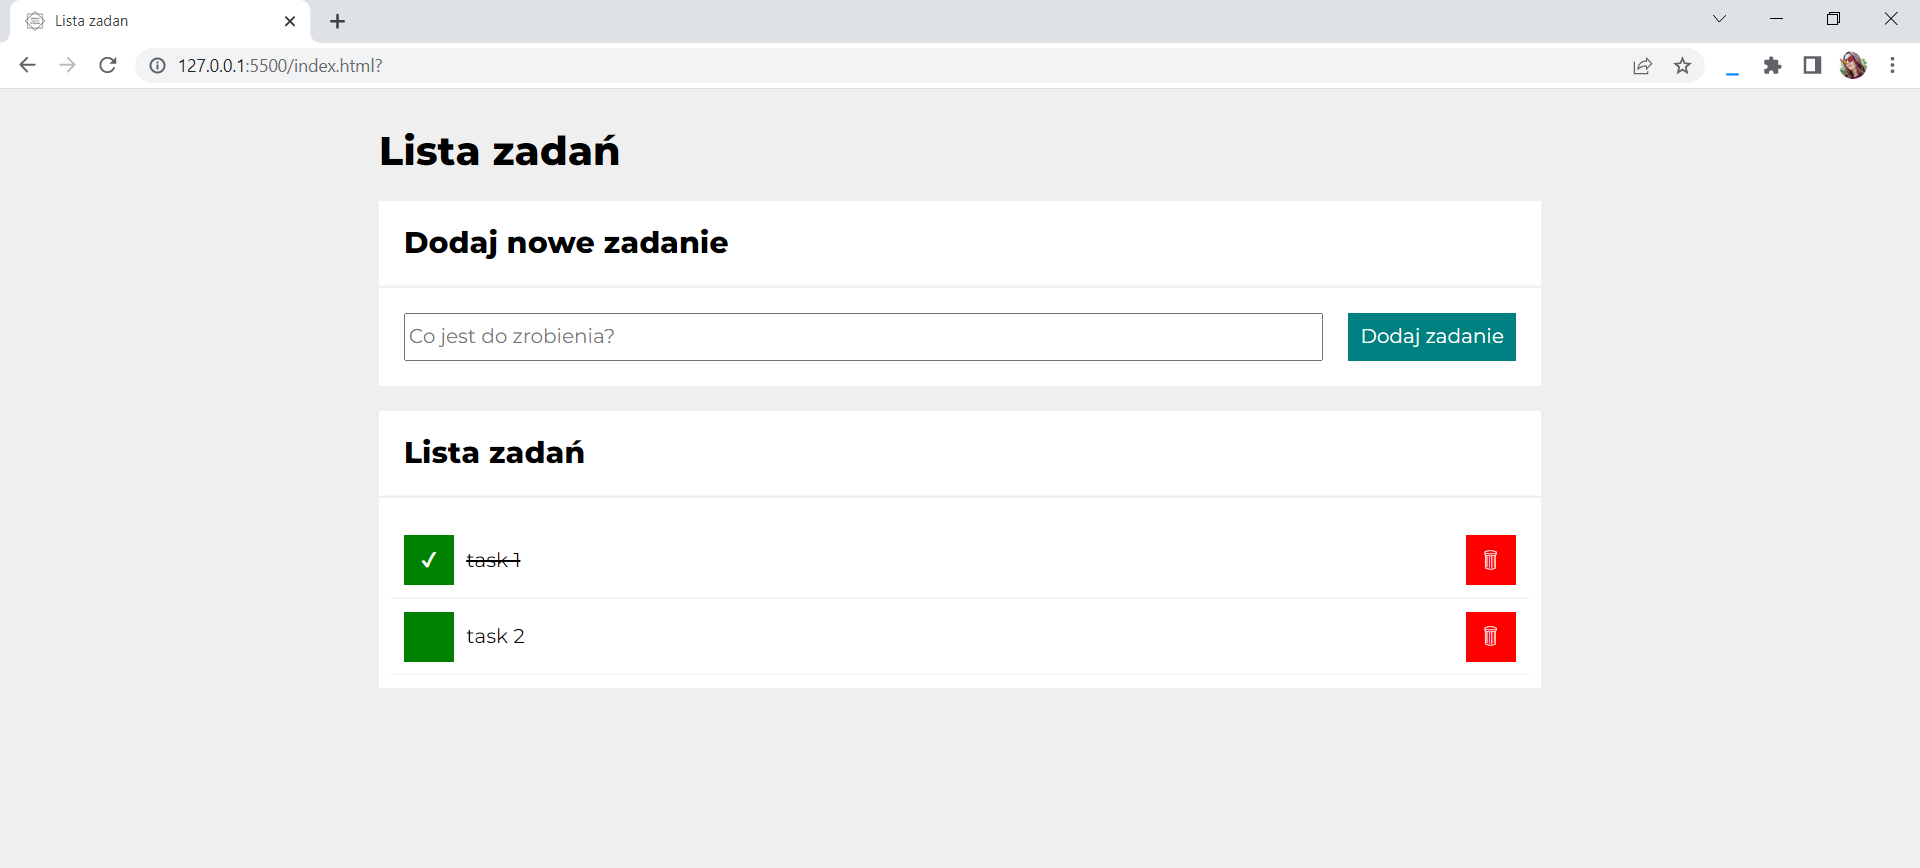 Lista zadan
127.0.0.1:5500/index.html?
Lista zadań
Dodaj nowe zadanie
Co jest do zrobienia?
Dodaj zadanie
Lista zadań
✓ task 1
task 2